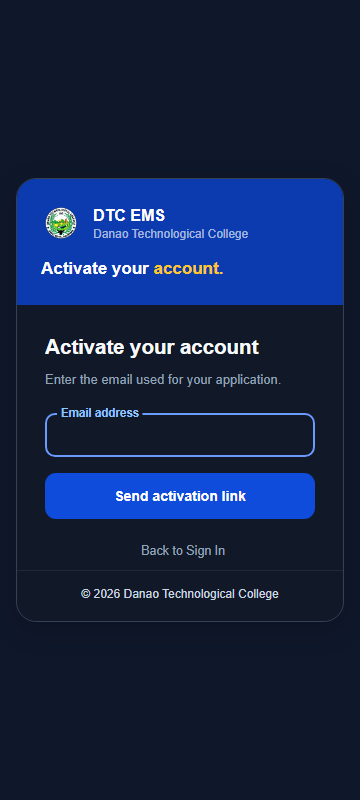 DTC EMS
Danao Technological College
Activate your account.
Activate your account
Enter the email used for your application.
Email address
Send activation link
Back to Sign In
© 2026 Danao Technological College